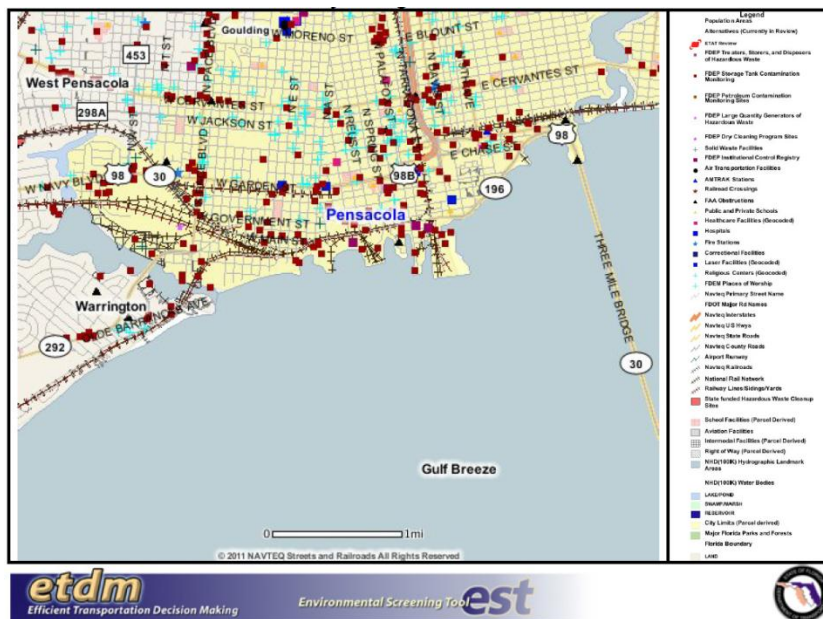 Goulding
W MORENO ST
E BLOUNT ST
453
West Pensacola
E CERVANTES ST
W CERVANTES ST
298A
W JACKSON ST
98
E CHASE ST
W NAVY BLVD
98
30
W GARDEN ST
98B
196
GOVERNMENT ST
Pensacola
W MAIN ST
THREE MILE BRIDGE
Warrington
292
30
Gulf Breeze
0
1mi
© 2011 NAVTEQ Streets and Railroads All Rights Reserved
Legend
Population Areas
Alternatives (Currently in Review)
ETAT Review
FDEP Treaters, Storers, and Disposers
of Hazardous Waste
FDEP Storage Tank Contamination
Monitoring
FDEP Petroleum Contamination
Monitoring Sites
FDEP Large Quantity Generators of
Hazardous Waste
FDEP Dry Cleaning Program Sites
Solid Waste Facilities
FDEP Institutional Control Registry
Air Transportation Facilities
AMTRAK Stations
Railroad Crossings
FAA Obstructions
Public and Private Schools
Healthcare Facilities (Geocoded)
Hospitals
Fire Stations
Correctional Facilities
Laser Facilities (Geocoded)
Religious Centers (Geocoded)
FDEM Places of Worship
Navteq Primary Street Name
FDOT Major Rd Names
Navteq Interstates
Navteq US Hwys
Navteq State Roads
Navteq County Roads
Airport Runway
Navteq Railroads
National Rail Network
Railway Lines/Sidings/Yards
State funded Hazardous Waste Cleanup
Sites
School Facilities (Parcel Derived)
Aviation Facilities
Intermodal Facilities (Parcel Derived)
Right of Way (Parcel Derived)
NHD(100K) Hydrographic Landmark
Areas
NHD(100K) Water Bodies
LAKE/POND
SWAMP/MARSH
RESERVOIR
City Limits (Parcel derived)
Major Florida Parks and Forests
Florida Boundary
LAND
etdm
Efficient Transportation Decision Making
Environmental Screening Tool
est